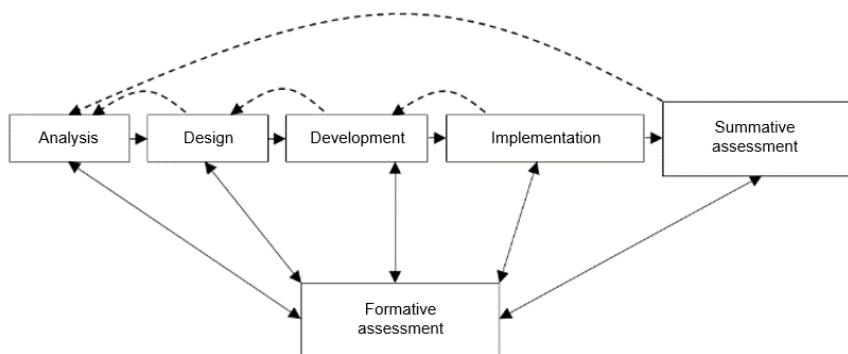 Analysis
Design
Development
Implementation
Summative
assessment
Formative
assessment